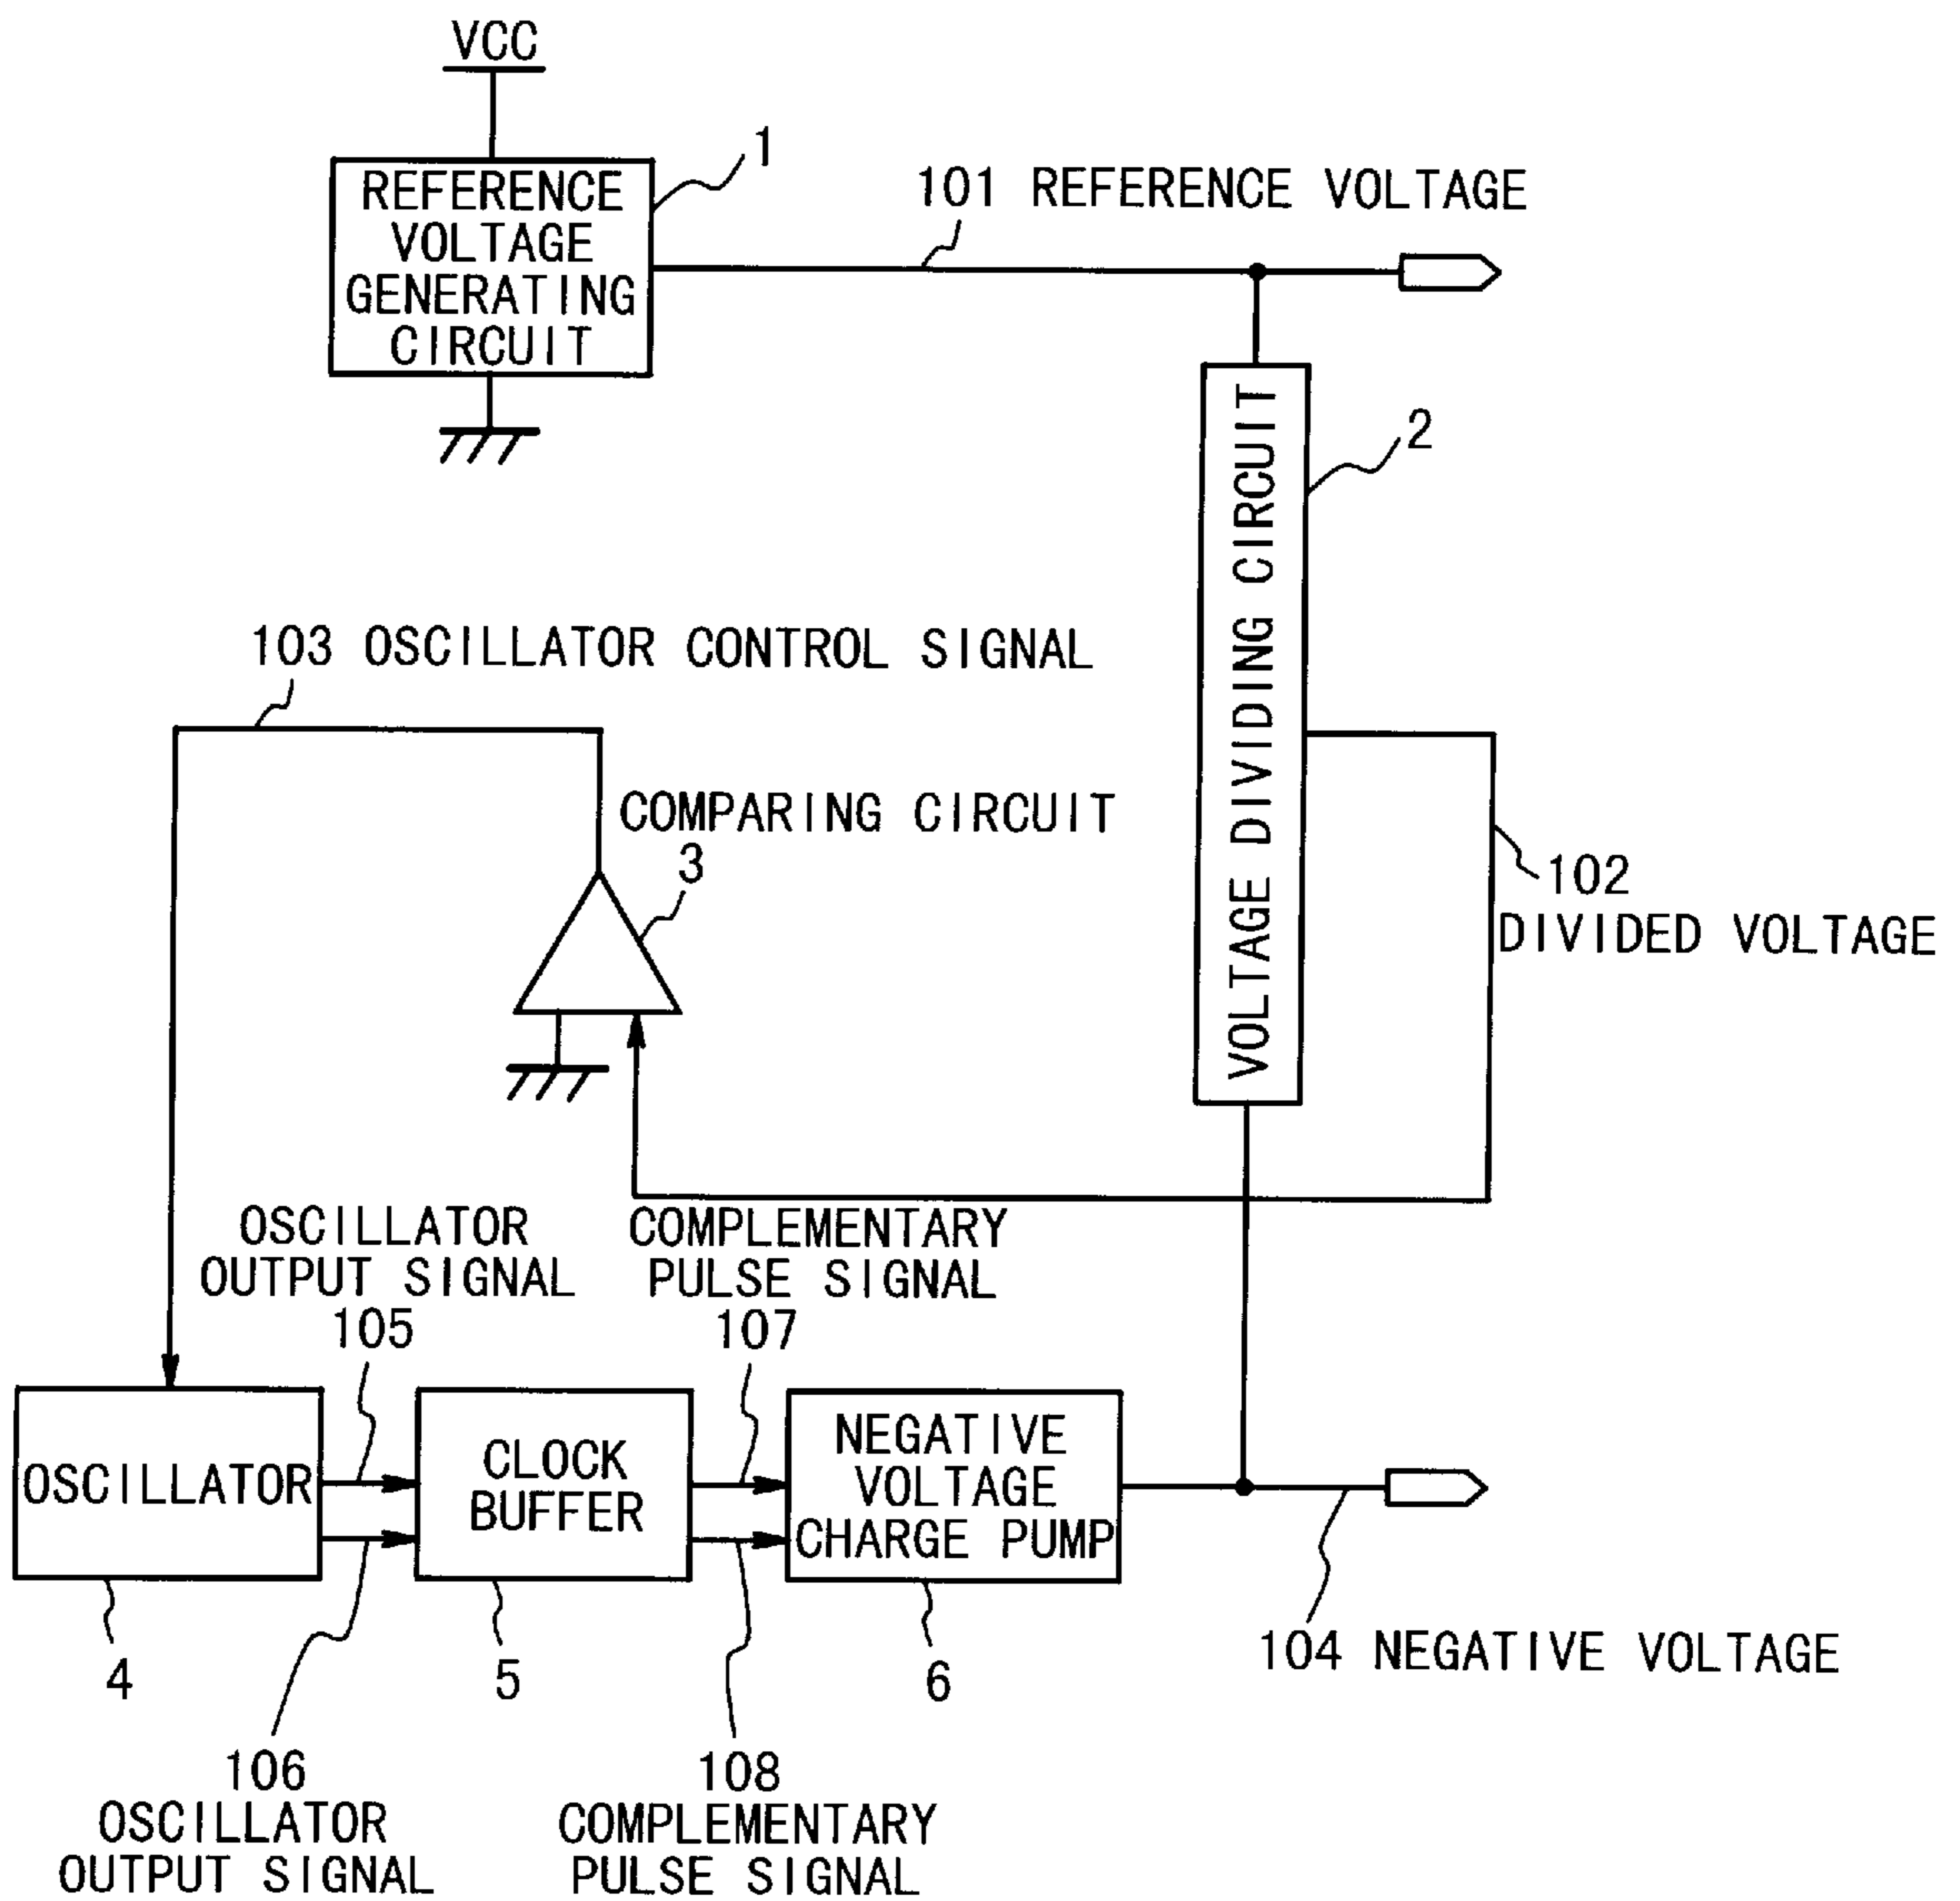 VCC
REFERENCE
VOLTAGE
GENERATING
CIRCUIT
1
101 REFERENCE VOLTAGE
VOLTAGE DIVIDING CIRCUIT
2
103 OSCILLATOR CONTROL SIGNAL
COMPARING CIRCUIT
3
102
DIVIDED VOLTAGE
OSCILLATOR
OUTPUT SIGNAL
105
COMPLEMENTARY
PULSE SIGNAL
107
OSCILLATOR
CLOCK
BUFFER
NEGATIVE
VOLTAGE
CHARGE PUMP
4
5
6
104 NEGATIVE VOLTAGE
106
OSCILLATOR
OUTPUT SIGNAL
108
COMPLEMENTARY
PULSE SIGNAL